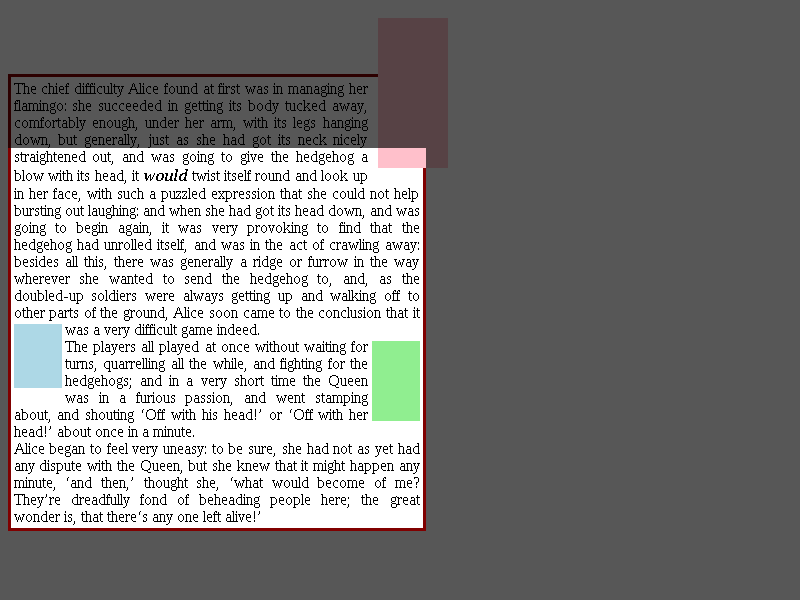 The chief difficulty Alice found at first was in managing her
flamingo: she succeeded in getting its body tucked away,
comfortably enough, under her arm, with its legs hanging
down, but generally, just as she had got its neck nicely
straightened out, and was going to give the hedgehog a
blow with its head, it would twist itself round and look up
in her face, with such a puzzled expression that she could not help
bursting out laughing: and when she had got its head down, and was
going to begin again, it was very provoking to find that the
hedgehog had unrolled itself, and was in the act of crawling away:
besides all this, there was generally a ridge or furrow in the way
wherever she wanted to send the hedgehog to, and, as the
doubled-up soldiers were always getting up and walking off to
other parts of the ground, Alice soon came to the conclusion that it
was a very difficult game indeed.
The players all played at once without waiting for
turns, quarrelling all the while, and fighting for the
hedgehogs; and in a very short time the Queen
was in a furious passion, and went stamping
about, and shouting ‘Off with his head!’ or ‘Off with her
head!’ about once in a minute.
Alice began to feel very uneasy: to be sure, she had not as yet had
any dispute with the Queen, but she knew that it might happen any
minute, ‘and then,’ thought she, ‘what would become of me?
They’re dreadfully fond of beheading people here; the great
wonder is, that there‘s any one left alive!’